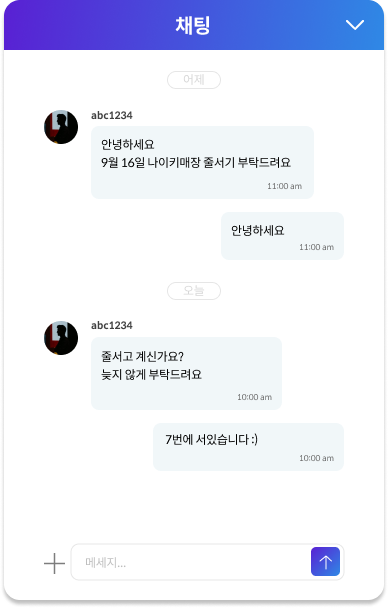 채팅
어제
abc1234
안녕하세요
9월 16일 나이키매장 줄서기 부탁드려요
11:00 am
안녕하세요
11:00 am
오늘
abc1234
줄서고 계신가요?
늦지 않게 부탁드려요
10:00 am
7번에 서있습니다 :)
10:00 am
메세지...